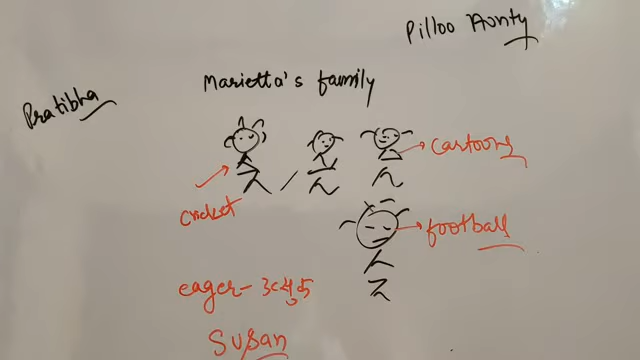 Pilloo Aunty
Marietta's family
Pratibha
cartoons
cricket
football
eager - उत्सुक
Susan